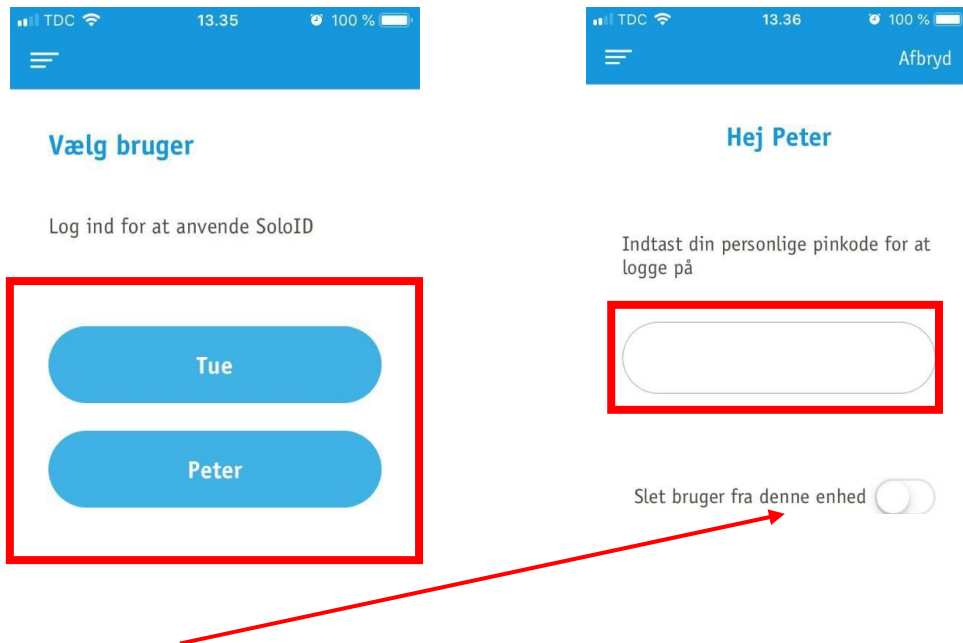 TDC 13.35 100 %
Vælg bruger
Log ind for at anvende SoloID
Tue
Peter
TDC 13.36 100 %
Afbryd
Hej Peter
Indtast din personlige pinkode for at
logge på
Slet bruger fra denne enhed